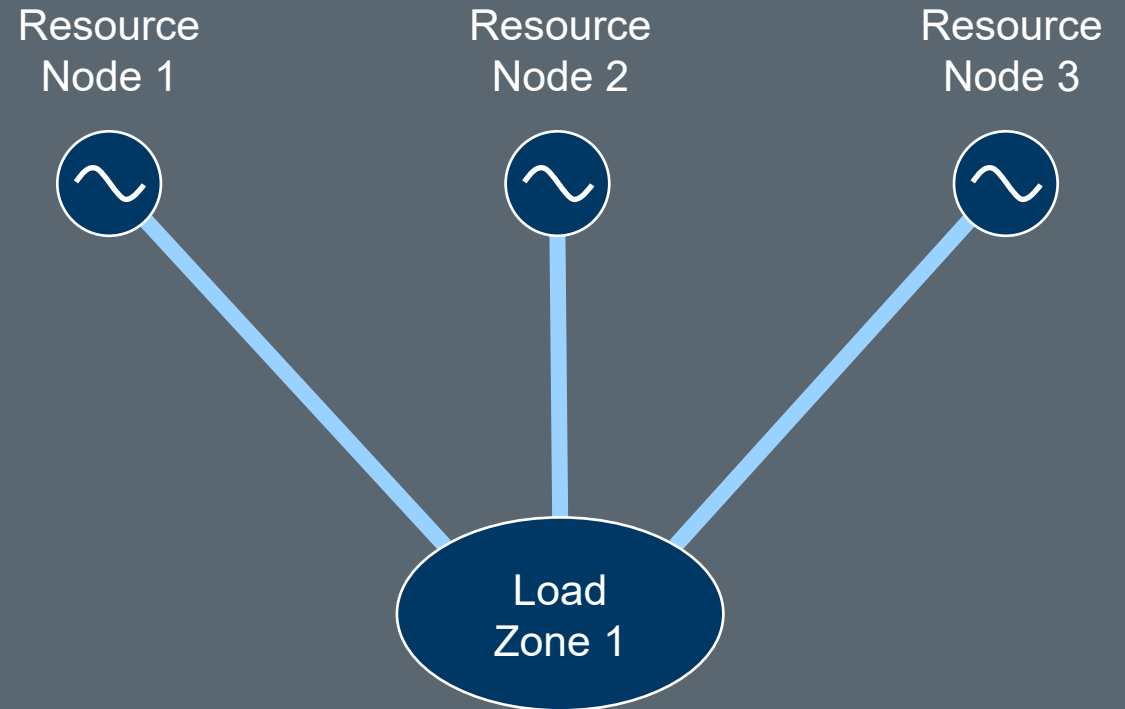 Resource
Node 1
Resource
Node 2
Resource
Node 3
Load
Zone 1